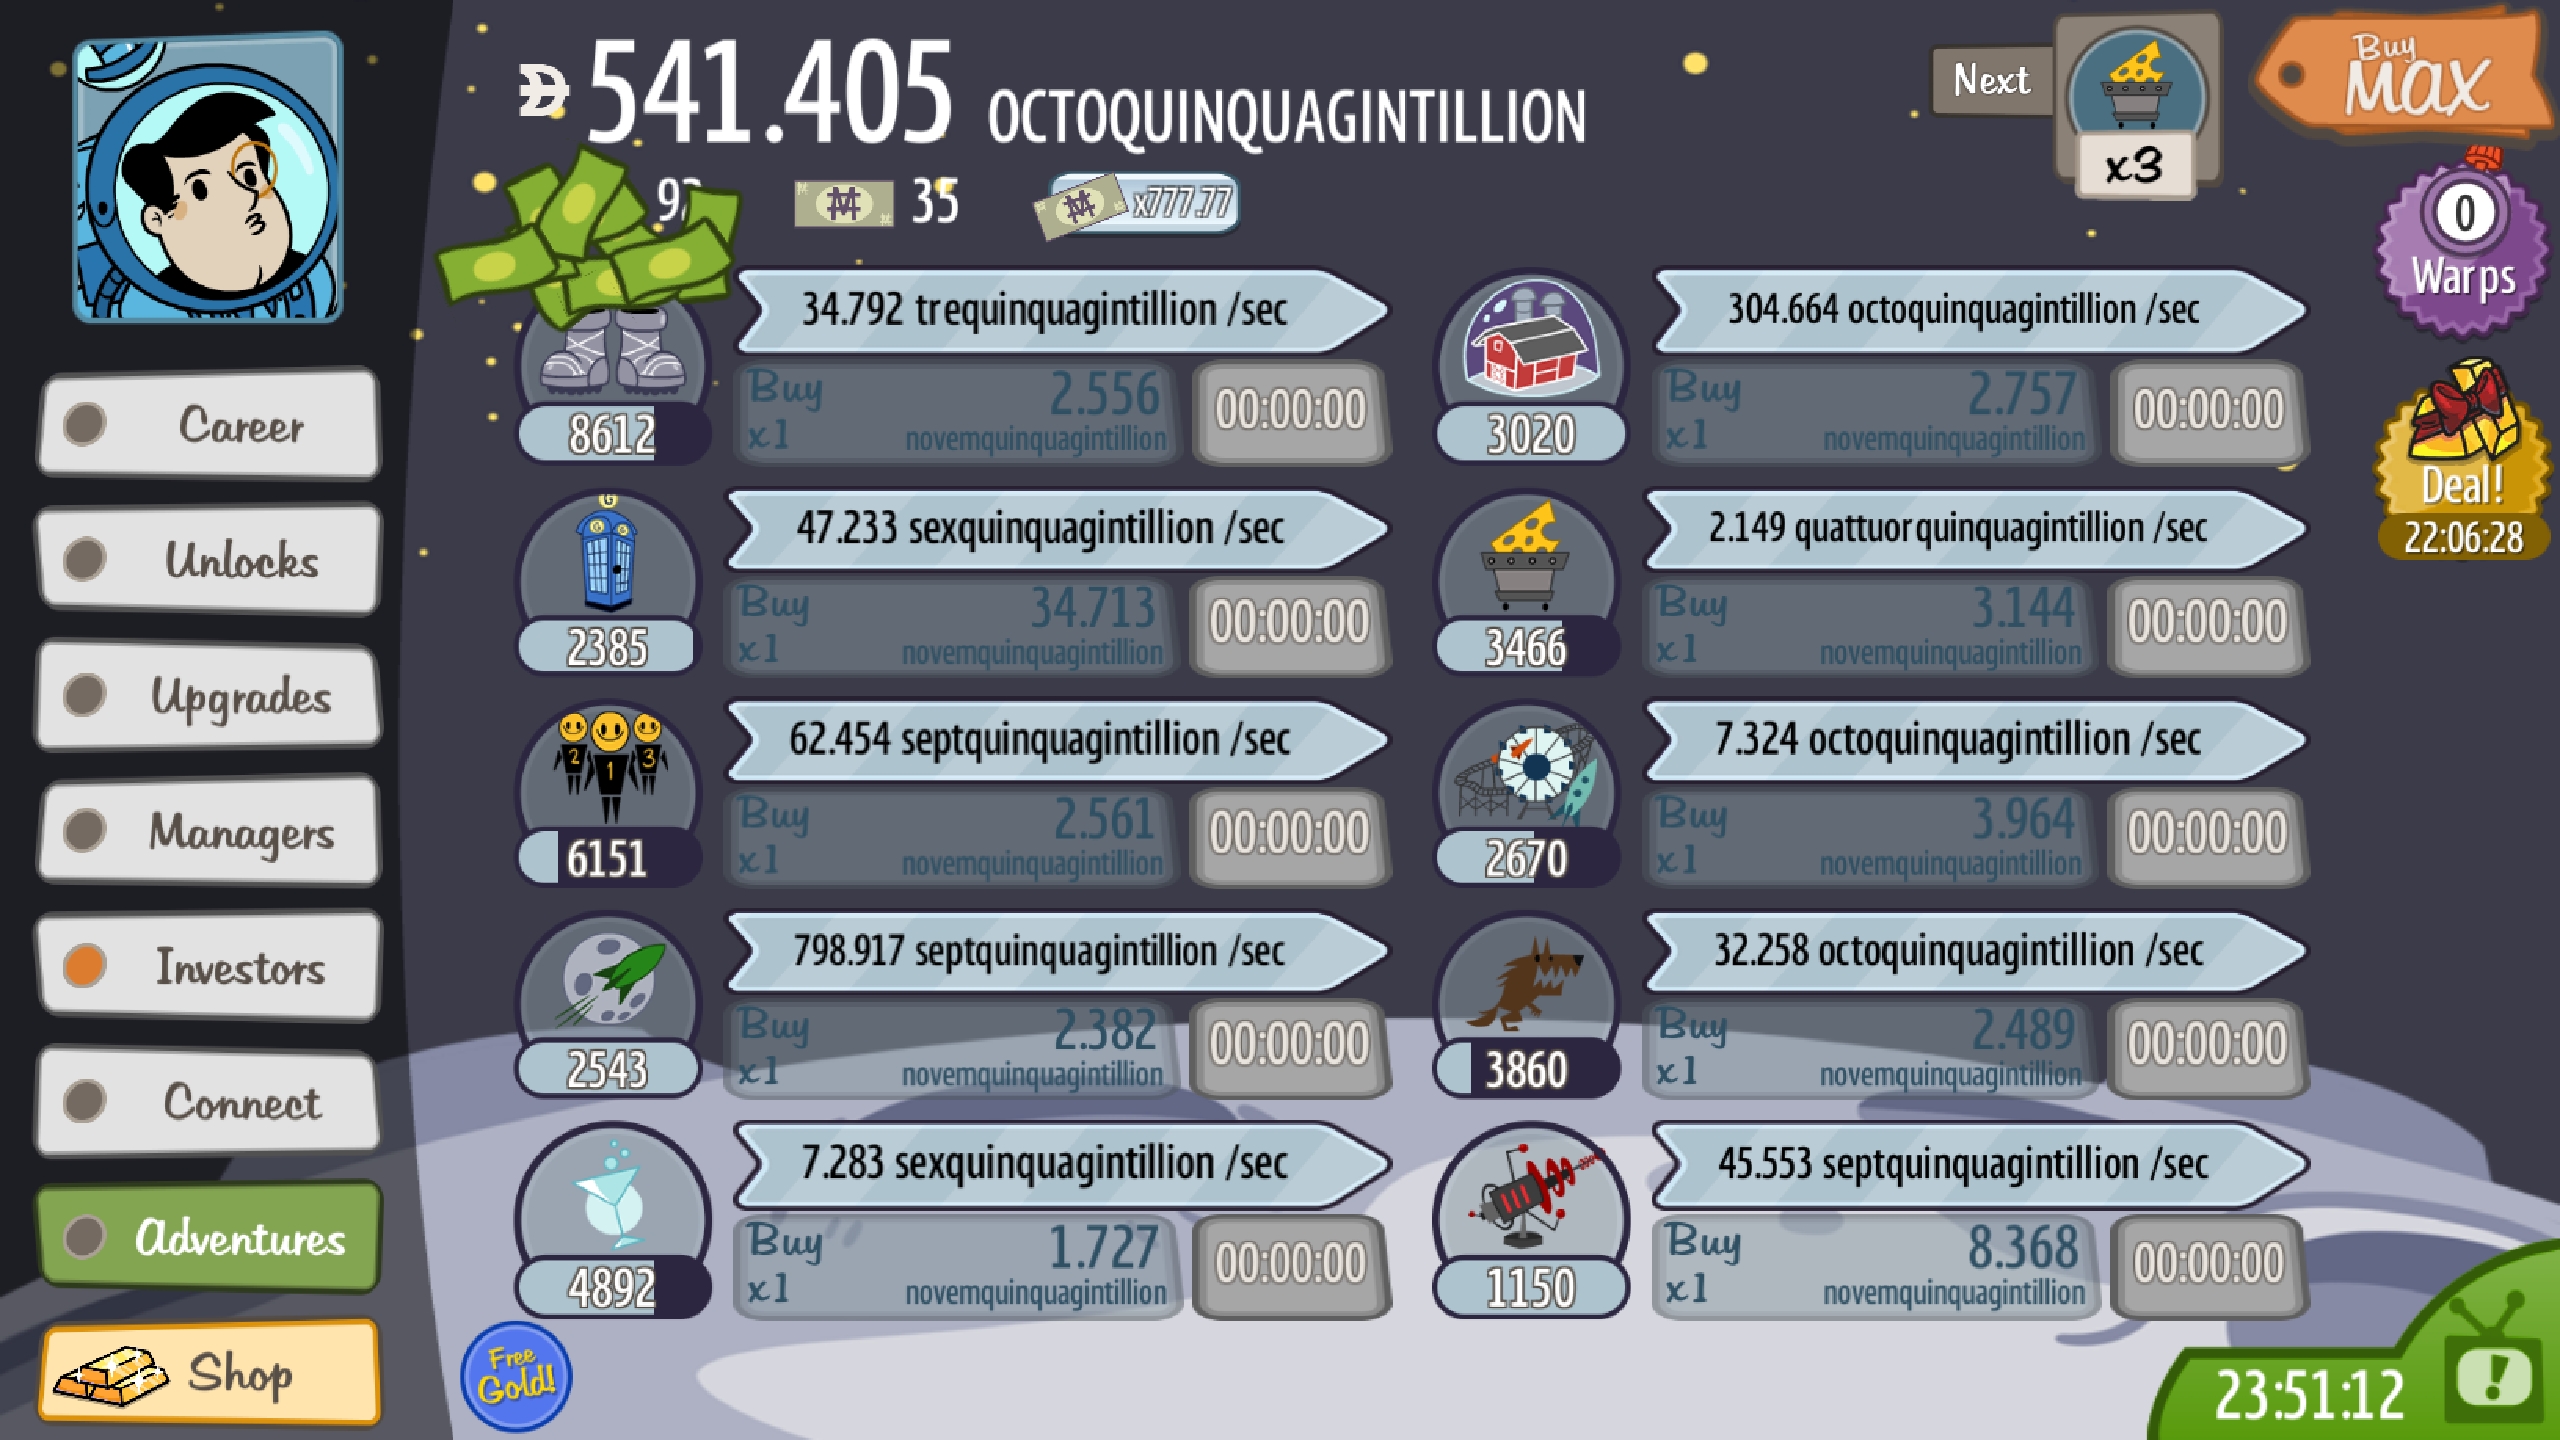 541.405 OCTOQUINQUAGINTILLION
Next
x3
Buy MAX
35
x777.77
0
Warps
Deal!
22:06:28
Career
Unlocks
Upgrades
Managers
Investors
Connect
Adventures
Shop
34.792 trequinquagintillion /sec
Buy x1
2.556
novemquinquagintillion
00:00:00
8612
304.664 octoquinquagintillion /sec
Buy x1
2.757
novemquinquagintillion
00:00:00
3020
G
47.233 sexquinquagintillion /sec
Buy x1
34.713
novemquinquagintillion
00:00:00
2385
2.149 quattuorquinquagintillion /sec
Buy x1
3.144
novemquinquagintillion
00:00:00
3466
2 1 3
62.454 septquinquagintillion /sec
Buy x1
2.561
novemquinquagintillion
00:00:00
6151
7.324 octoquinquagintillion /sec
Buy x1
3.964
novemquinquagintillion
00:00:00
2670
798.917 septquinquagintillion /sec
Buy x1
2.382
novemquinquagintillion
00:00:00
2543
32.258 octoquinquagintillion /sec
Buy x1
2.489
novemquinquagintillion
00:00:00
3860
7.283 sexquinquagintillion /sec
Buy x1
1.727
novemquinquagintillion
00:00:00
4892
45.553 septquinquagintillion /sec
Buy x1
8.368
novemquinquagintillion
00:00:00
1150
Free
Gold!
23:51:12
!